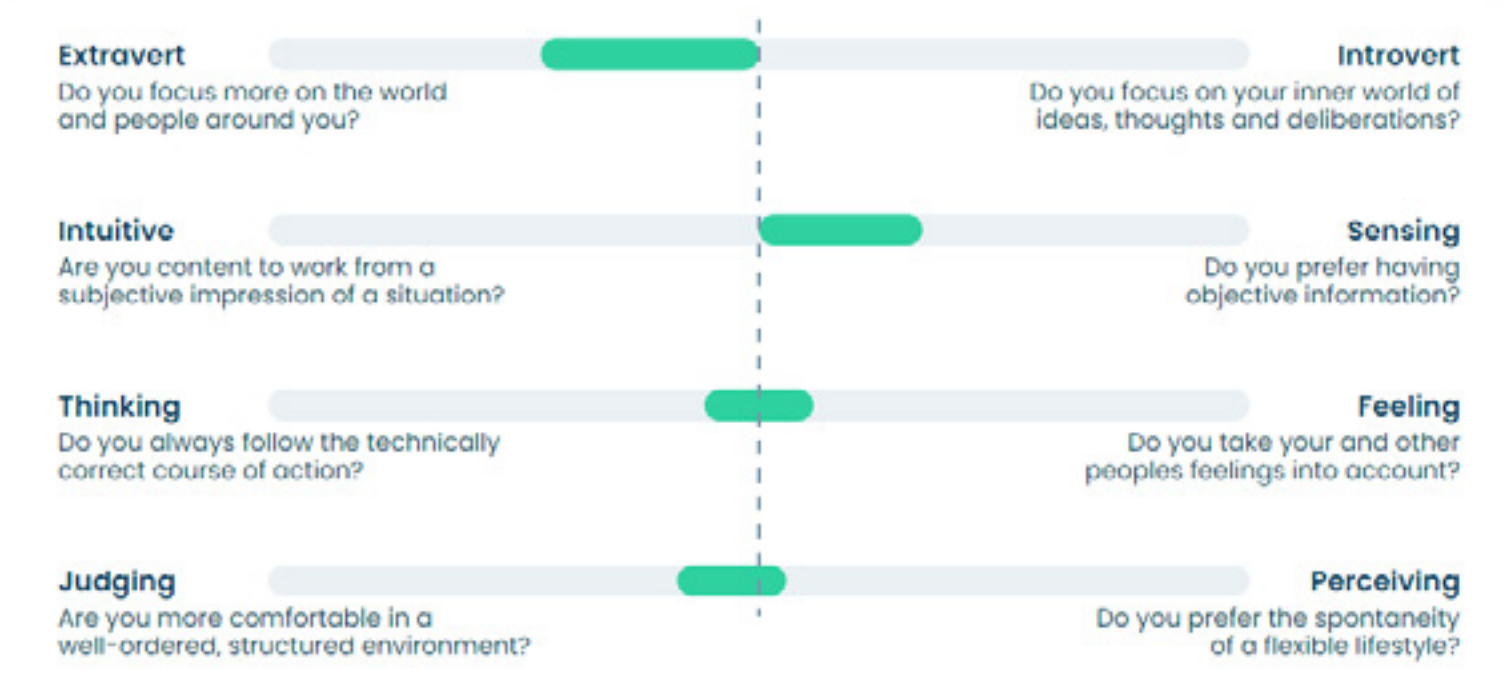 Extravert
Introvert
Do you focus more on the world
and people around you?
Do you focus on your inner world of
ideas, thoughts and deliberations?
Intuitive
Sensing
Are you content to work from a
subjective impression of a situation?
Do you prefer having
objective information?
Thinking
Feeling
Do you always follow the technically
correct course of action?
Do you take your and other
peoples feelings into account?
Judging
Perceiving
Are you more comfortable in a
well-ordered, structured environment?
Do you prefer the spontaneity
of a flexible lifestyle?